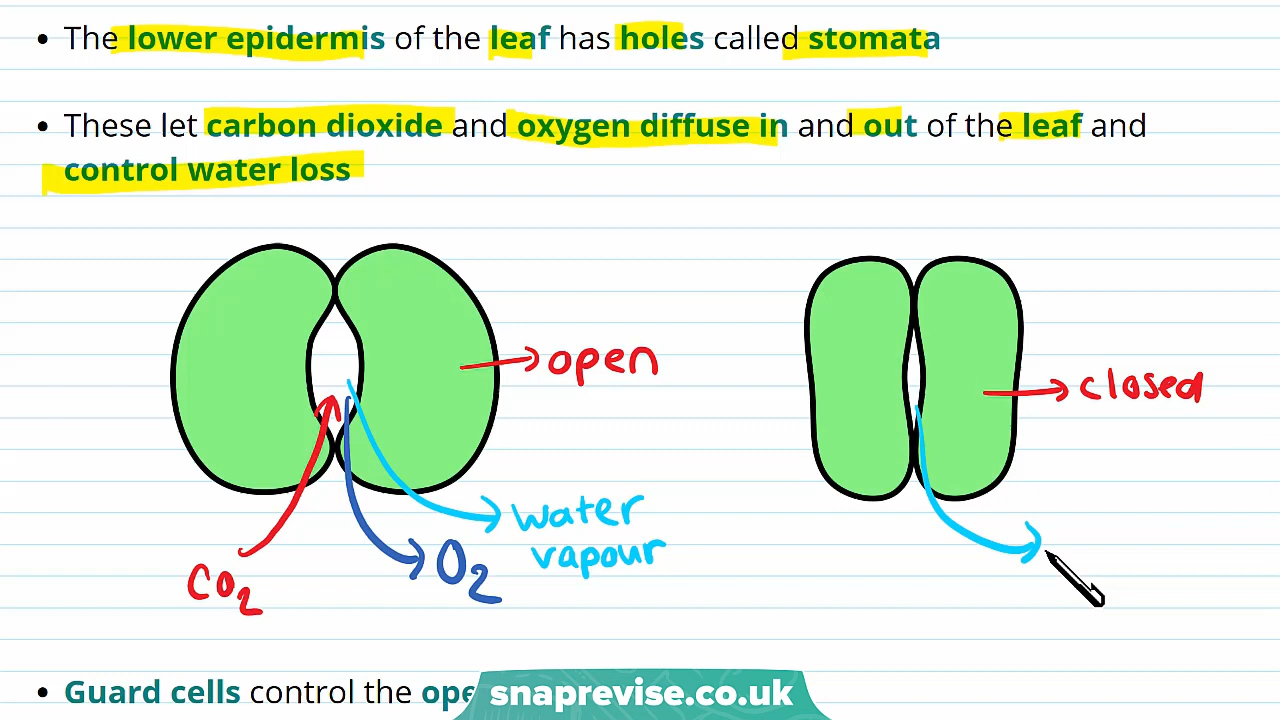 • The lower epidermis of the leaf has holes called stomata
• These let carbon dioxide and oxygen diffuse in and out of the leaf and
control water loss
open
closed
water
vapour
O2
CO2
• Guard cells control the ope
snaprevise.co.uk